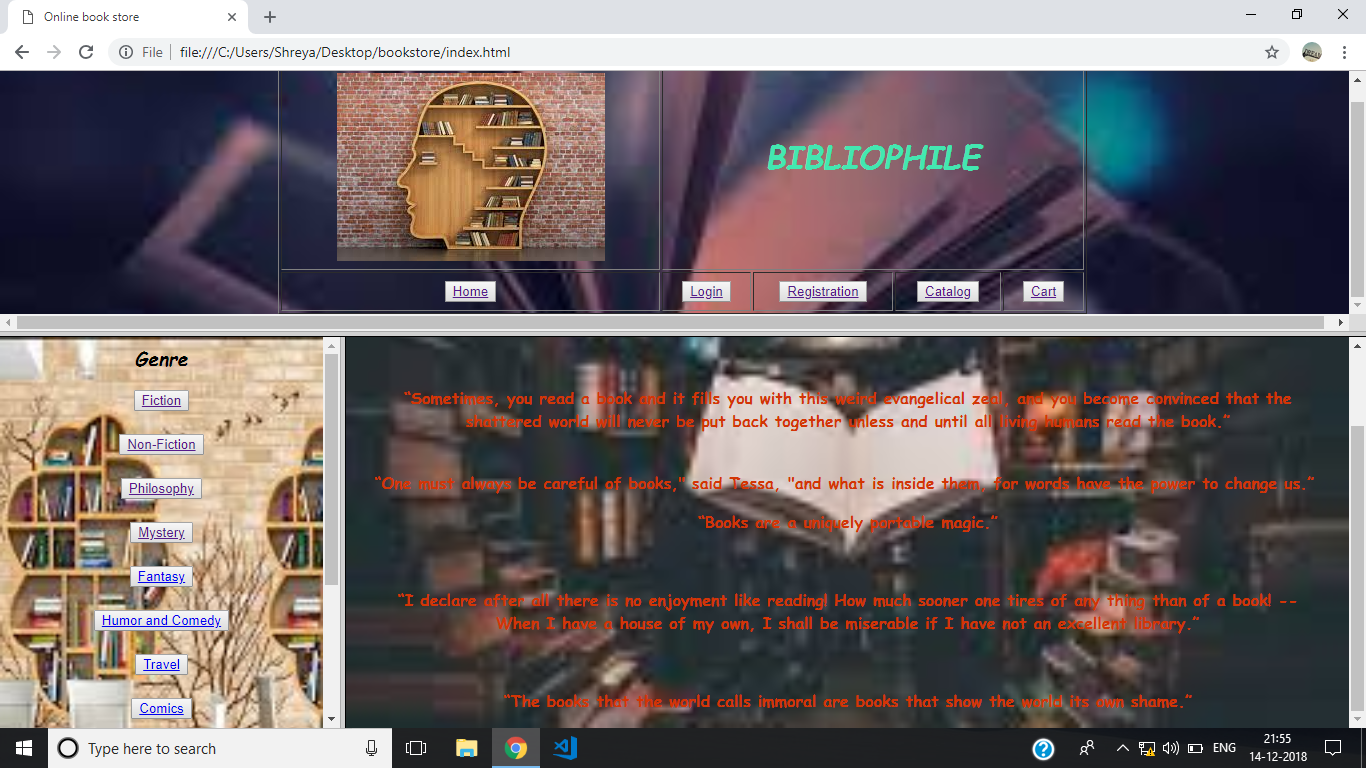 Online book store
File file:///C:/Users/Shreya/Desktop/bookstore/index.html
BIBLIOPHILE
Home Login Registration Catalog Cart
Genre
Fiction
Non-Fiction
Philosophy
Mystery
Fantasy
Humor and Comedy
Travel
Comics
“Sometimes, you read a book and it fills you with this weird evangelical zeal, and you become convinced that the
shattered world will never be put back together unless and until all living humans read the book.”
“One must always be careful of books," said Tessa, "and what is inside them, for words have the power to change us.”
“Books are a uniquely portable magic.”
“I declare after all there is no enjoyment like reading! How much sooner one tires of any thing than of a book! --
When I have a house of my own, I shall be miserable if I have not an excellent library.”
“The books that the world calls immoral are books that show the world its own shame.”
Type here to search
ENG
21:55
14-12-2018